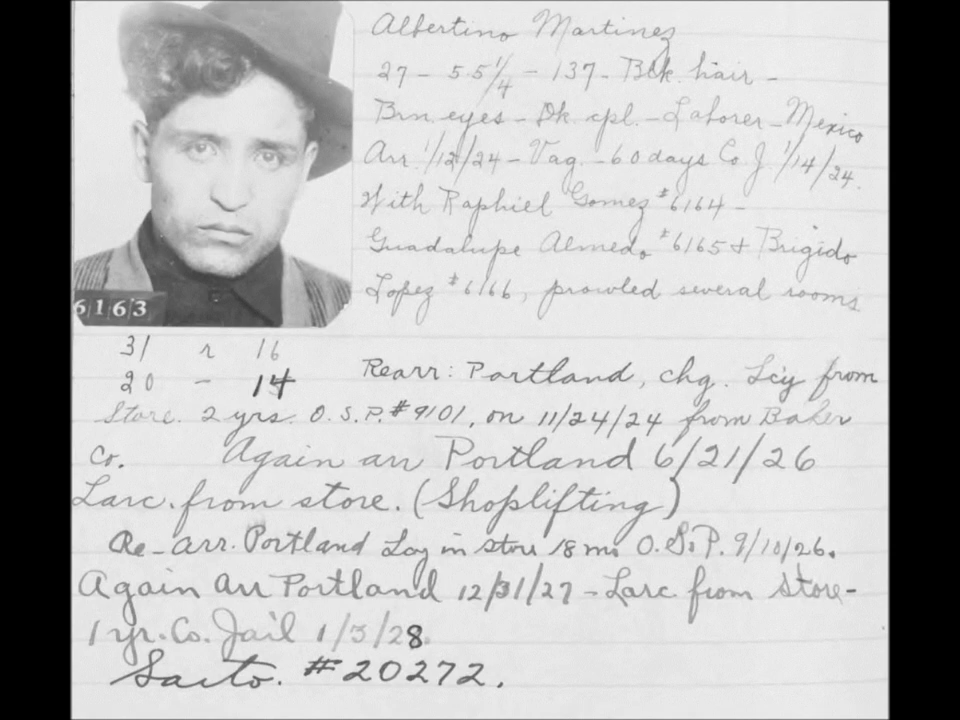 Albertino Martinez
27 - 5 5 1/4 - 137 - Blk. hair -
Brn eyes - Dk cpl. - Laborer - Mexico
Arr. 1/12/24 - Vag. - 60 days Co J. 1/14/24.
With Raphiel Gomez #6164 -
Guadalupe Almedo #6165 & Brigido
Lopez #6166, prowled several rooms
6163
31 r 16
20 - 14
Rearr: Portland, chg. Lcy from
Store. 2 yrs. O.S.P. #9101, on 11/24/24 from Baker
Co. Again arr Portland 6/21/26
Larc. from store. (Shoplifting)
Re-arr. Portland Lcy in store 18 mo O.S.P. 9/10/26.
Again arr Portland 12/31/27 - Larc from Store -
1 yr. Co. Jail 1/3/28.
Sacto. #20272.